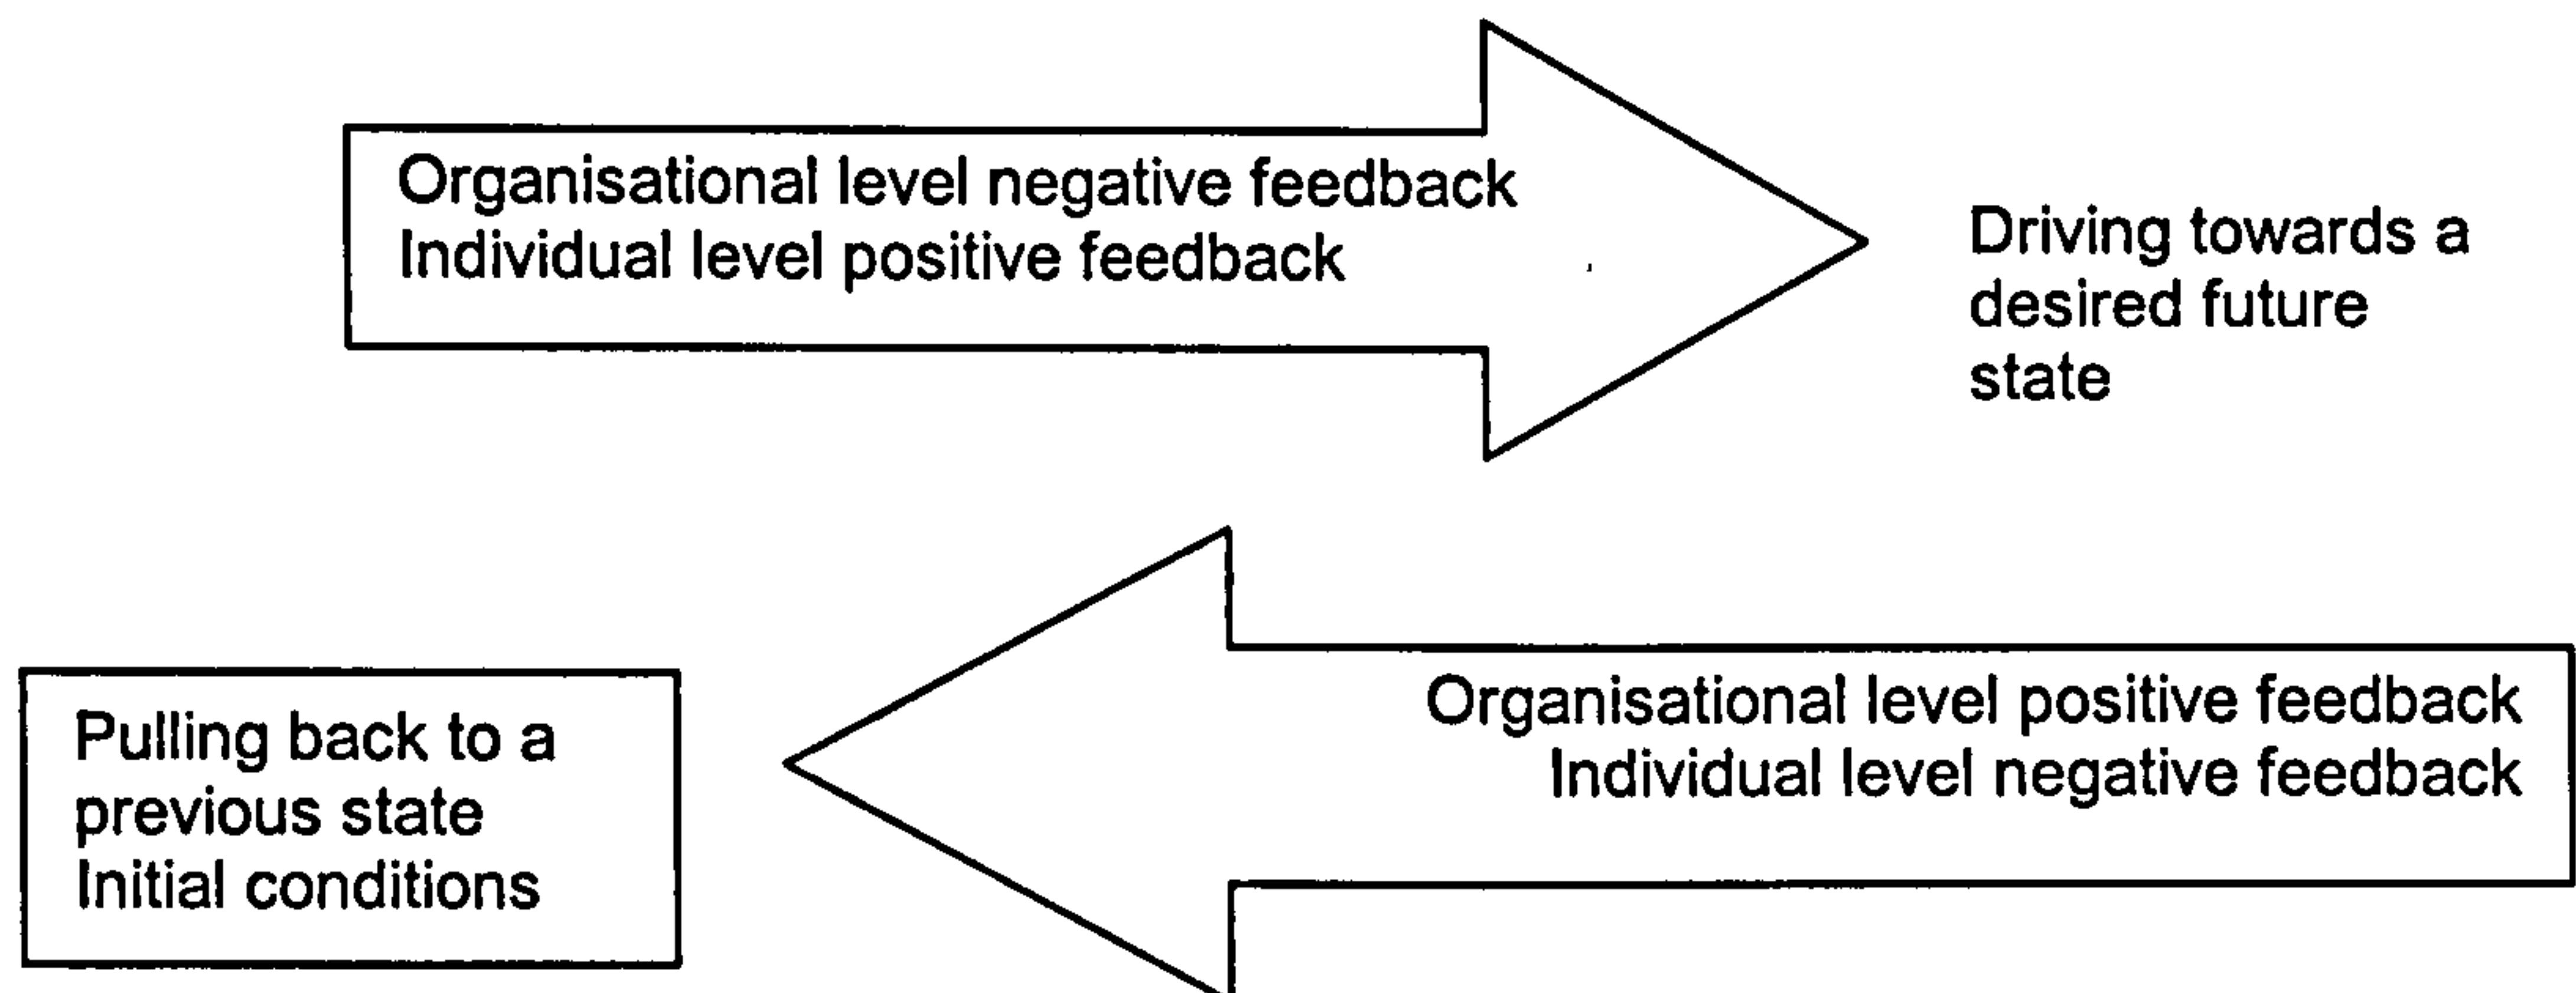 Organisational level negative feedback
Individual level positive feedback
Driving towards a
desired future
state
Organisational level positive feedback
Individual level negative feedback
Pulling back to a
previous state
Initial conditions